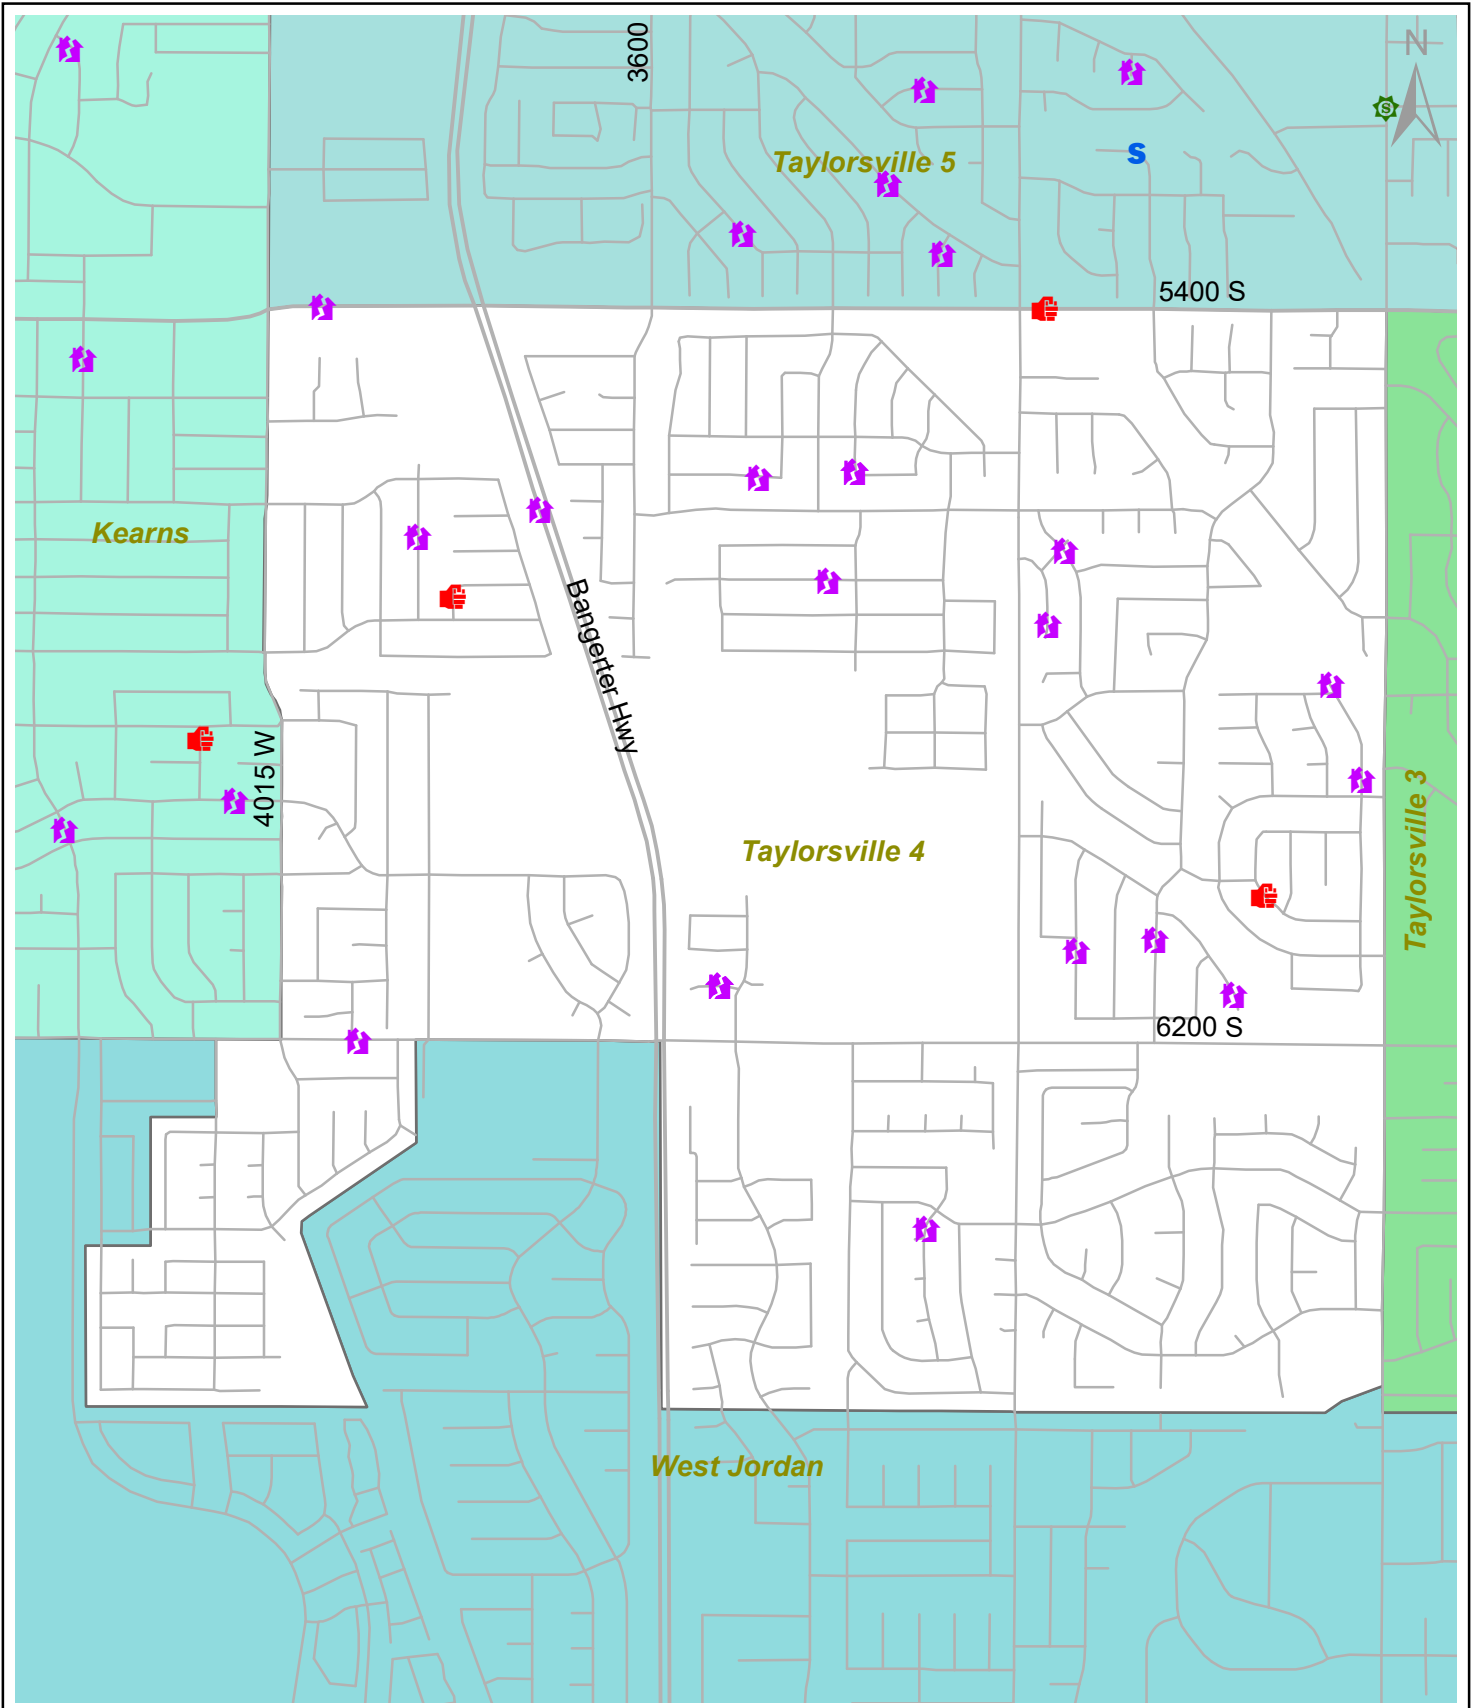 3600
N
S
Taylorsville 5
S
5400 S
Kearns
Bangerter Hwy
4015 W
Taylorsville 4
Taylorsville 3
6200 S
West Jordan